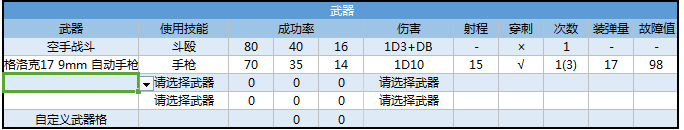 武器
武器 使用技能 成功率 伤害 射程 穿刺 次数 装弹量 故障值
空手战斗 斗殴 80 40 16 1D3+DB - × 1 - -
格洛克17 9mm 自动手枪 手枪 70 35 14 1D10 15 √ 1(3) 17 98
请选择武器 0 0 0 请选择武器
请选择武器 0 0 0 请选择武器
自定义武器格 0 0